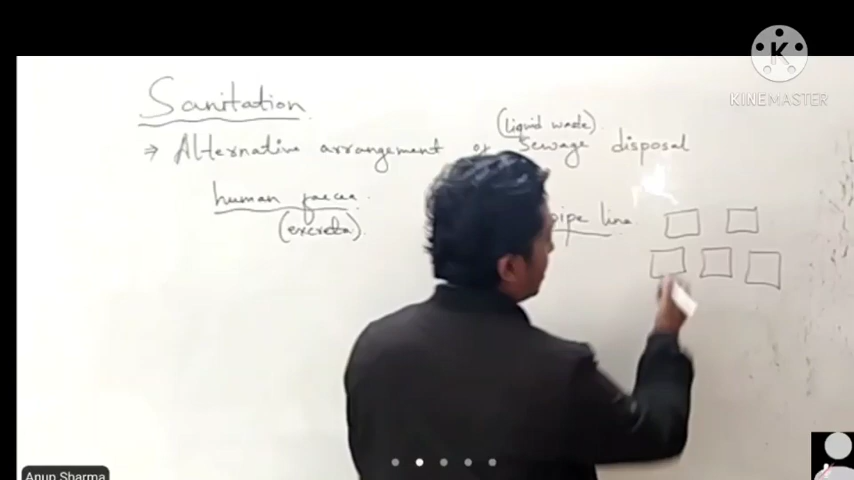 KINEMASTER
Sanitation
(liquid waste)
⇒ Alternative arrangement of Sewage disposal
human faeces pipe line
(excreta)
Anup Sharma